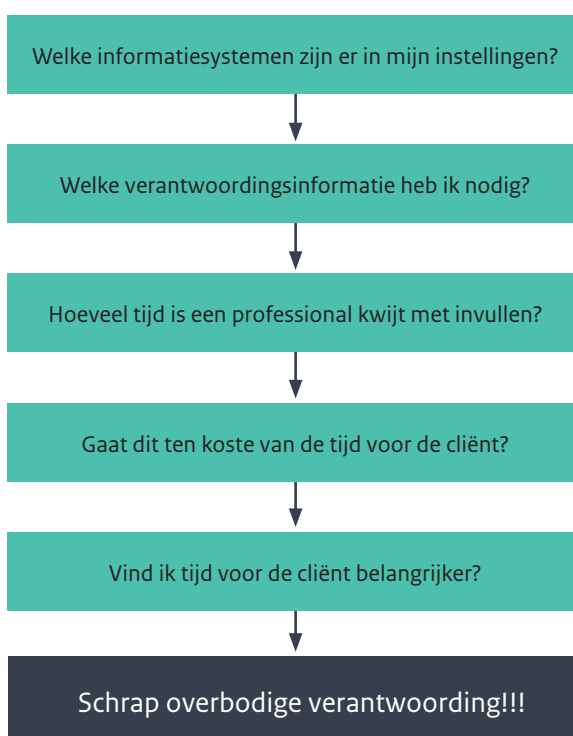 Welke informatiesystemen zijn er in mijn instellingen?
Welke verantwoordingsinformatie heb ik nodig?
Hoeveel tijd is een professional kwijt met invullen?
Gaat dit ten koste van de tijd voor de cliënt?
Vind ik tijd voor de cliënt belangrijker?
Schrap overbodige verantwoording!!!